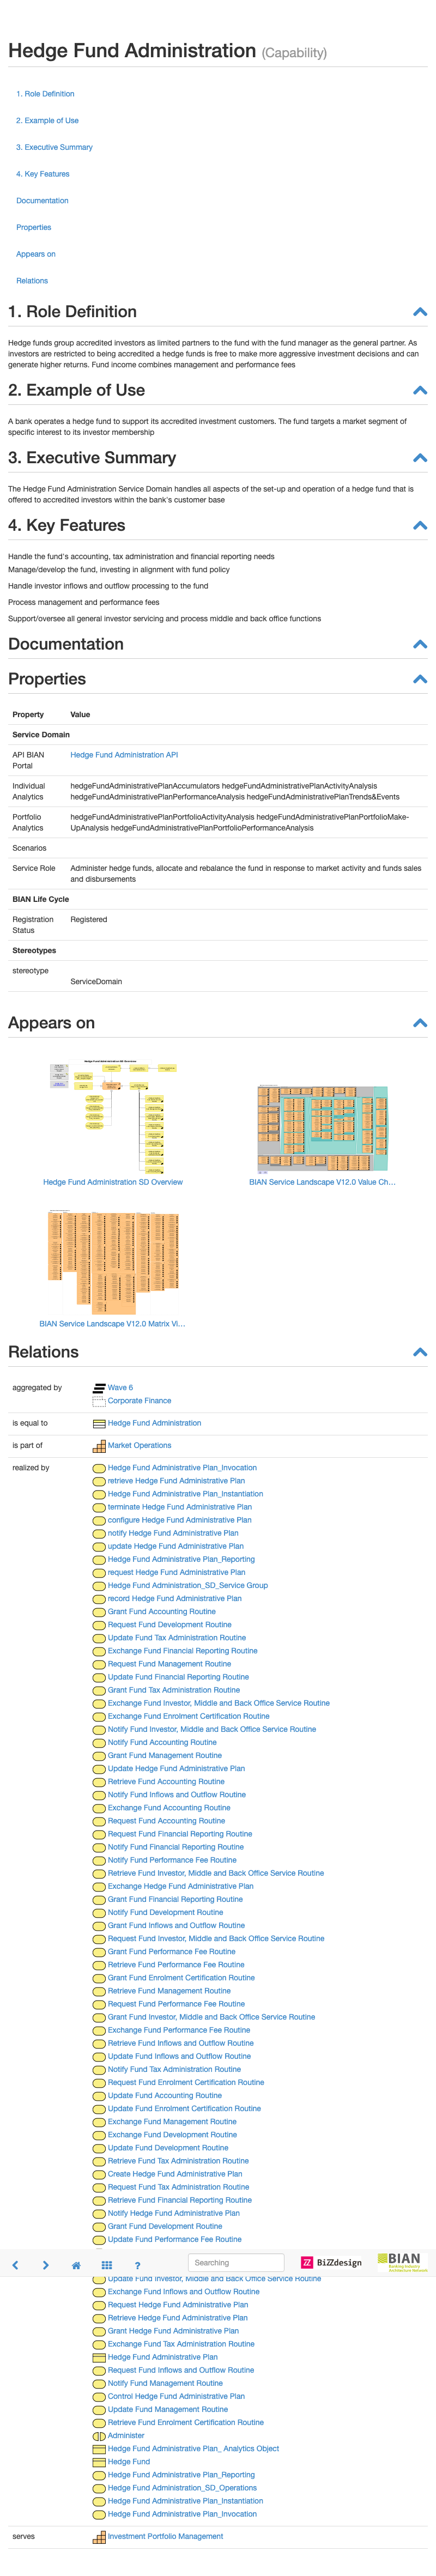 Hedge Fund Administration (Capability)
1. Role Definition
2. Example of Use
3. Executive Summary
4. Key Features
Documentation
Properties
Appears on
Relations
1. Role Definition
Hedge funds group accredited investors as limited partners to the fund with the fund manager as the general partner. As
investors are restricted to being accredited a hedge funds is free to make more aggressive investment decisions and can
generate higher returns. Fund income combines management and performance fees
2. Example of Use
A bank operates a hedge fund to support its accredited investment customers. The fund targets a market segment of
specific interest to its investor membership
3. Executive Summary
The Hedge Fund Administration Service Domain handles all aspects of the set-up and operation of a hedge fund that is
offered to accredited investors within the bank's customer base
4. Key Features
Handle the fund's accounting, tax administration and financial reporting needs
Manage/develop the fund, investing in alignment with fund policy
Handle investor inflows and outflow processing to the fund
Process management and performance fees
Support/oversee all general investor servicing and process middle and back office functions
Documentation
Properties
Property Value
Service Domain
API BIAN Portal Hedge Fund Administration API
Individual Analytics hedgeFundAdministrativePlanAccumulators hedgeFundAdministrativePlanActivityAnalysis
hedgeFundAdministrativePlanPerformanceAnalysis hedgeFundAdministrativePlanTrends&Events
Portfolio Analytics hedgeFundAdministrativePlanPortfolioActivityAnalysis hedgeFundAdministrativePlanPortfolioMake-
UpAnalysis hedgeFundAdministrativePlanPortfolioPerformanceAnalysis
Scenarios
Service Role Administer hedge funds, allocate and rebalance the fund in response to market activity and funds sales
and disbursements
BIAN Life Cycle
Registration Status Registered
Stereotypes
stereotype
ServiceDomain
Appears on
Hedge Fund Administration SD Overview
Hedge Fund Administration SD Overview
BIAN Service Landscape V12.0 Value Ch...
BIAN Service Landscape V12.0 Matrix Vi...
Relations
aggregated by Wave 6
Corporate Finance
is equal to Hedge Fund Administration
is part of Market Operations
realized by Hedge Fund Administrative Plan_Invocation
retrieve Hedge Fund Administrative Plan
Hedge Fund Administrative Plan_Instantiation
terminate Hedge Fund Administrative Plan
configure Hedge Fund Administrative Plan
notify Hedge Fund Administrative Plan
update Hedge Fund Administrative Plan
Hedge Fund Administrative Plan_Reporting
request Hedge Fund Administrative Plan
Hedge Fund Administration_SD_Service Group
record Hedge Fund Administrative Plan
Grant Fund Accounting Routine
Request Fund Development Routine
Update Fund Tax Administration Routine
Exchange Fund Financial Reporting Routine
Request Fund Management Routine
Update Fund Financial Reporting Routine
Grant Fund Tax Administration Routine
Exchange Fund Investor, Middle and Back Office Service Routine
Exchange Fund Enrolment Certification Routine
Notify Fund Investor, Middle and Back Office Service Routine
Notify Fund Accounting Routine
Grant Fund Management Routine
Update Hedge Fund Administrative Plan
Retrieve Fund Accounting Routine
Notify Fund Inflows and Outflow Routine
Exchange Fund Accounting Routine
Request Fund Accounting Routine
Request Fund Financial Reporting Routine
Notify Fund Financial Reporting Routine
Notify Fund Performance Fee Routine
Retrieve Fund Investor, Middle and Back Office Service Routine
Exchange Hedge Fund Administrative Plan
Grant Fund Financial Reporting Routine
Notify Fund Development Routine
Grant Fund Inflows and Outflow Routine
Request Fund Investor, Middle and Back Office Service Routine
Grant Fund Performance Fee Routine
Retrieve Fund Performance Fee Routine
Grant Fund Enrolment Certification Routine
Retrieve Fund Management Routine
Request Fund Performance Fee Routine
Grant Fund Investor, Middle and Back Office Service Routine
Exchange Fund Performance Fee Routine
Retrieve Fund Inflows and Outflow Routine
Update Fund Inflows and Outflow Routine
Notify Fund Tax Administration Routine
Request Fund Enrolment Certification Routine
Update Fund Accounting Routine
Update Fund Enrolment Certification Routine
Exchange Fund Management Routine
Exchange Fund Development Routine
Update Fund Development Routine
Retrieve Fund Tax Administration Routine
Create Hedge Fund Administrative Plan
Request Fund Tax Administration Routine
Retrieve Fund Financial Reporting Routine
Notify Hedge Fund Administrative Plan
Grant Fund Development Routine
Update Fund Performance Fee Routine
? Searching BiZZdesign BIAN
Update Fund Investor, Middle and Back Office Service Routine
Exchange Fund Inflows and Outflow Routine
Request Hedge Fund Administrative Plan
Retrieve Hedge Fund Administrative Plan
Grant Hedge Fund Administrative Plan
Exchange Fund Tax Administration Routine
Hedge Fund Administrative Plan
Request Fund Inflows and Outflow Routine
Notify Fund Management Routine
Control Hedge Fund Administrative Plan
Update Fund Management Routine
Retrieve Fund Enrolment Certification Routine
Administer
Hedge Fund Administrative Plan_ Analytics Object
Hedge Fund
Hedge Fund Administrative Plan_Reporting
Hedge Fund Administration_SD_Operations
Hedge Fund Administrative Plan_Instantiation
Hedge Fund Administrative Plan_Invocation
serves Investment Portfolio Management